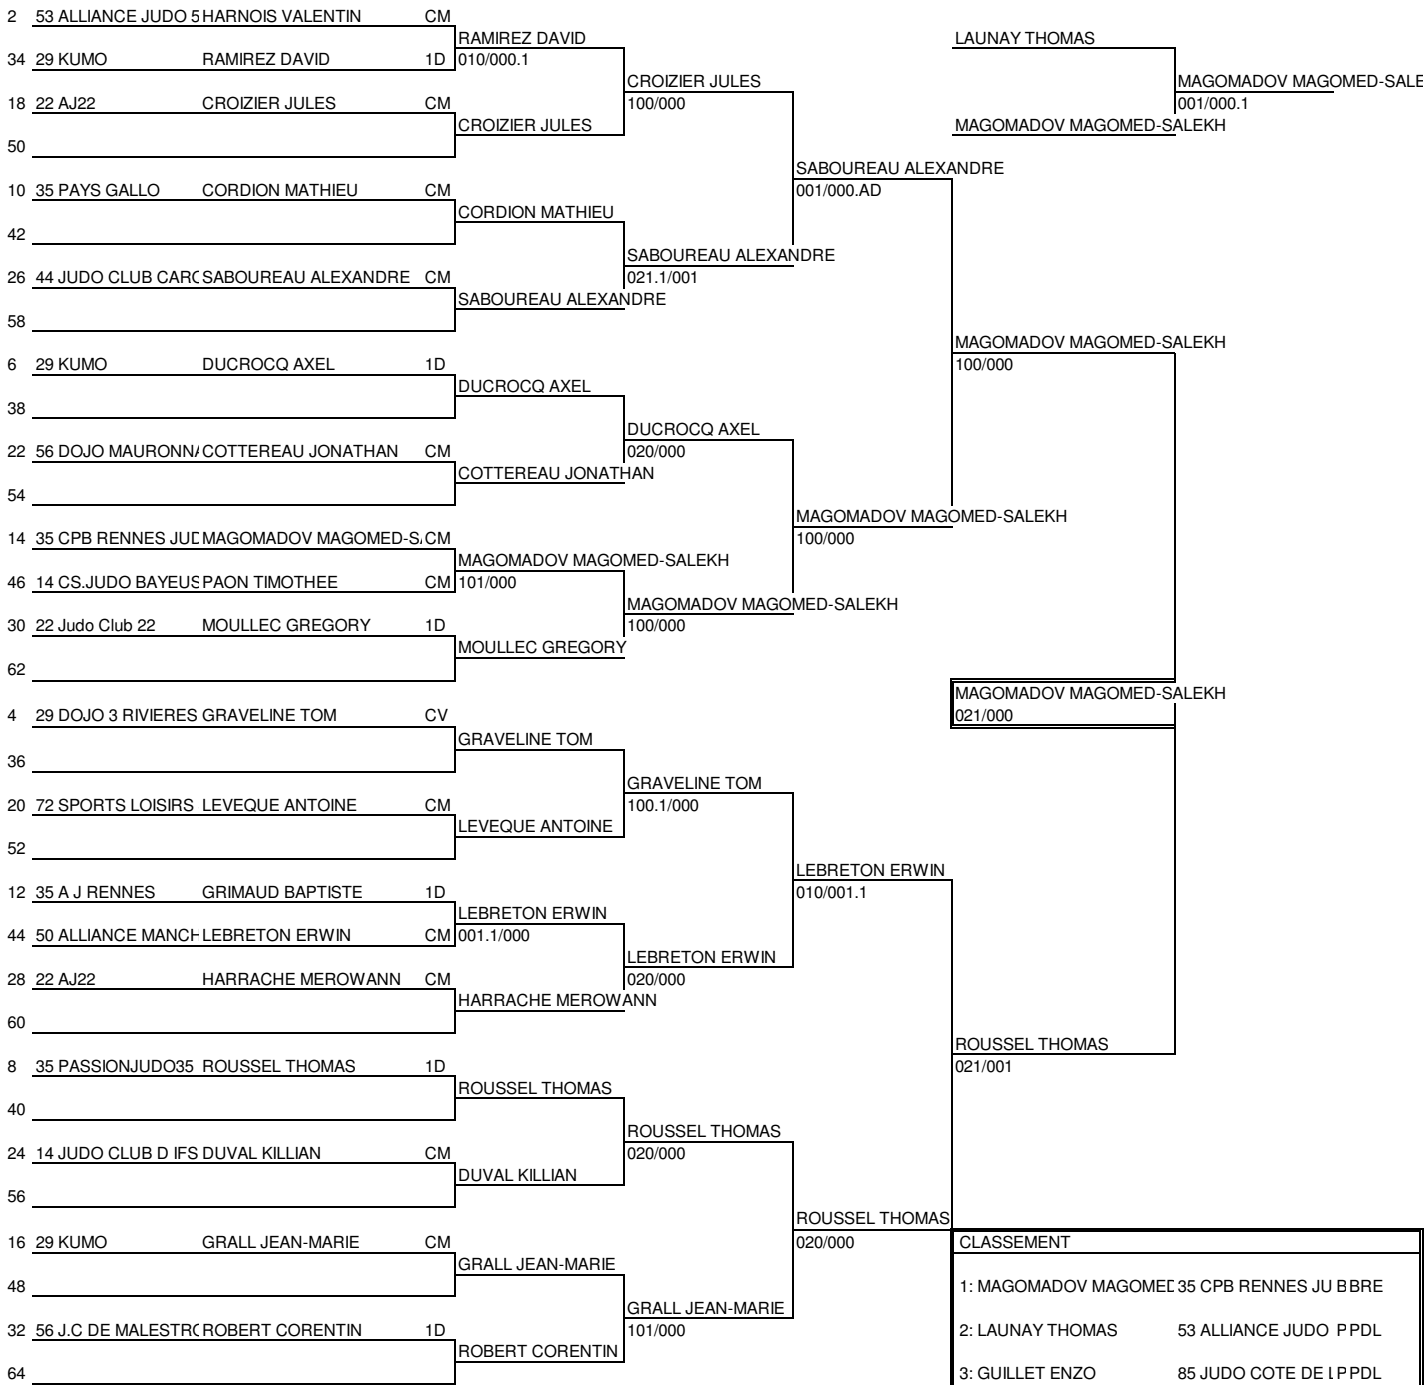 2 53 ALLIANCE JUDO 5 HARNOIS VALENTIN CM
RAMIREZ DAVID LAUNAY THOMAS
34 29 KUMO RAMIREZ DAVID 1D 010/000.1
CROIZIER JULES MAGOMADOV MAGOMED-SALE
18 22 AJ22 CROIZIER JULES CM 100/000 001/000.1
CROIZIER JULES MAGOMADOV MAGOMED-SALEKH
50
SABOUREAU ALEXANDRE
10 35 PAYS GALLO CORDION MATHIEU CM 001/000.AD
CORDION MATHIEU
42
SABOUREAU ALEXANDRE
26 44 JUDO CLUB CARC SABOUREAU ALEXANDRE CM 021.1/001
SABOUREAU ALEXANDRE
58
MAGOMADOV MAGOMED-SALEKH
6 29 KUMO DUCROCQ AXEL 1D 100/000
DUCROCQ AXEL
38
DUCROCQ AXEL
22 56 DOJO MAURONNA COTTEREAU JONATHAN CM 020/000
COTTEREAU JONATHAN
54
MAGOMADOV MAGOMED-SALEKH
14 35 CPB RENNES JUD MAGOMADOV MAGOMED-SA CM 100/000
MAGOMADOV MAGOMED-SALEKH
46 14 CS.JUDO BAYEUS PAON TIMOTHEE CM 101/000
MAGOMADOV MAGOMED-SALEKH
30 22 Judo Club 22 MOULLEC GREGORY 1D 100/000
MOULLEC GREGORY
62
MAGOMADOV MAGOMED-SALEKH
4 29 DOJO 3 RIVIERES GRAVELINE TOM CV 021/000
GRAVELINE TOM
36
GRAVELINE TOM
20 72 SPORTS LOISIRS LEVEQUE ANTOINE CM 100.1/000
LEVEQUE ANTOINE
52
LEBRETON ERWIN
12 35 A J RENNES GRIMAUD BAPTISTE 1D 010/001.1
LEBRETON ERWIN
44 50 ALLIANCE MANCH LEBRETON ERWIN CM 001.1/000
LEBRETON ERWIN
28 22 AJ22 HARRACHE MEROWANN CM 020/000
HARRACHE MEROWANN
60
ROUSSEL THOMAS
8 35 PASSIONJUDO35 ROUSSEL THOMAS 1D 021/001
ROUSSEL THOMAS
40
ROUSSEL THOMAS
24 14 JUDO CLUB D IFS DUVAL KILLIAN CM 020/000
DUVAL KILLIAN
56
ROUSSEL THOMAS
16 29 KUMO GRALL JEAN-MARIE CM 020/000 CLASSEMENT
GRALL JEAN-MARIE
48 1: MAGOMADOV MAGOMED 35 CPB RENNES JU B BRE
GRALL JEAN-MARIE
32 56 J.C DE MALESTRO ROBERT CORENTIN 1D 101/000 2: LAUNAY THOMAS 53 ALLIANCE JUDO P PDL
ROBERT CORENTIN
64 3: GUILLET ENZO 85 JUDO COTE DE L P PDL